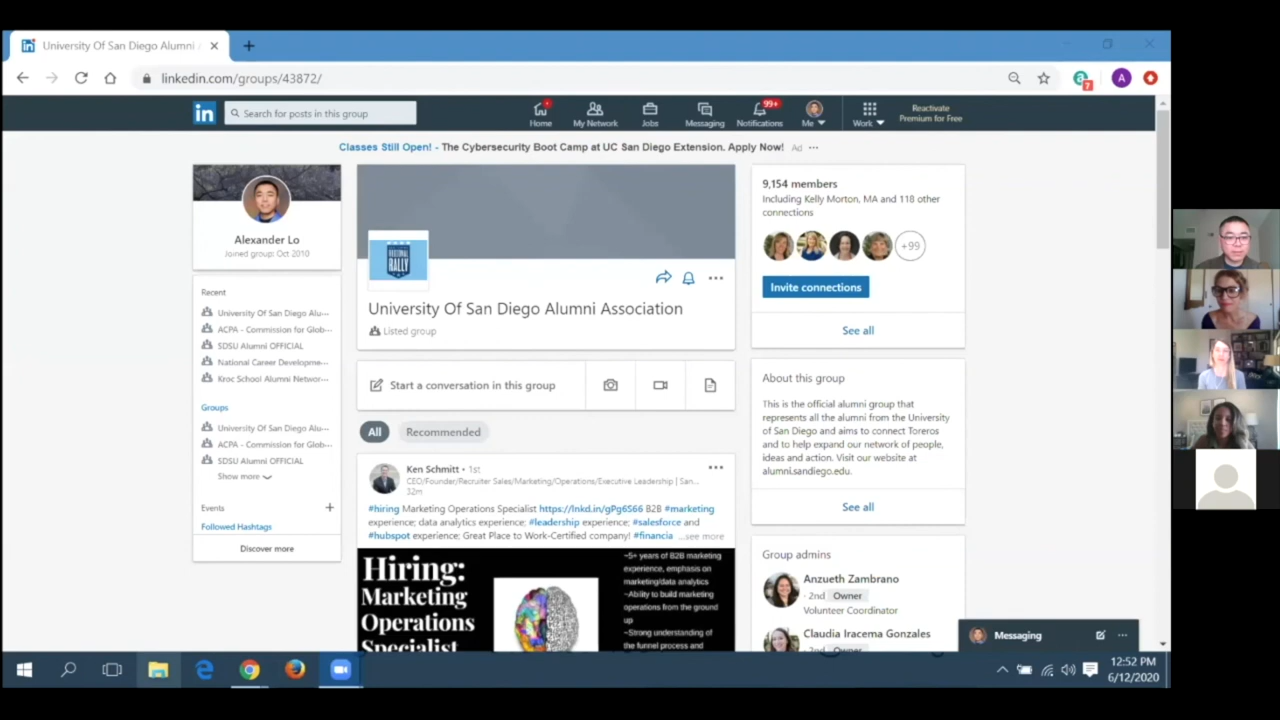 University Of San Diego Alumni A
linkedin.com/groups/43872/
A
in
Search for posts in this group
Home
My Network
Jobs
Messaging
99+
Notifications
Me
Work
Reactivate
Premium for Free
Classes Still Open! - The Cybersecurity Boot Camp at UC San Diego Extension. Apply Now! Ad
Alexander Lo
Joined group: Oct 2010
Recent
University Of San Diego Alu...
ACPA - Commission for Glob...
SDSU Alumni OFFICIAL
National Career Developme...
Kroc School Alumni Networ...
Groups
University Of San Diego Alu...
ACPA - Commission for Glob...
SDSU Alumni OFFICIAL
Show more
Events
Followed Hashtags
Discover more
REGIONAL
RALLY
University Of San Diego Alumni Association
Listed group
Start a conversation in this group
All
Recommended
Ken Schmitt • 1st
CEO/Founder/Recruiter Sales/Marketing/Operations/Executive Leadership | San...
32m
#hiring Marketing Operations Specialist https://lnkd.in/gPg6S66 B2B #marketing
experience; data analytics experience; #leadership experience; #salesforce and
#hubspot experience; Great Place to Work-Certified company! #financia ...see more
Hiring:
Marketing
Operations
Specialist
~5+ years of B2B marketing
experience, emphasis on
marketing/data analytics
~Ability to build marketing
operations from the ground
up
~Strong understanding of
the funnel process and
9,154 members
Including Kelly Morton, MA and 118 other
connections
+99
Invite connections
See all
About this group
This is the official alumni group that
represents all the alumni from the University
of San Diego and aims to connect Toreros
and to help expand our network of people,
ideas and action. Visit our website at
alumni.sandiego.edu.
See all
Group admins
Anzueth Zambrano
· 2nd Owner
Volunteer Coordinator
Claudia Iracema Gonzales
· 2nd Owner
Messaging
12:52 PM
6/12/2020